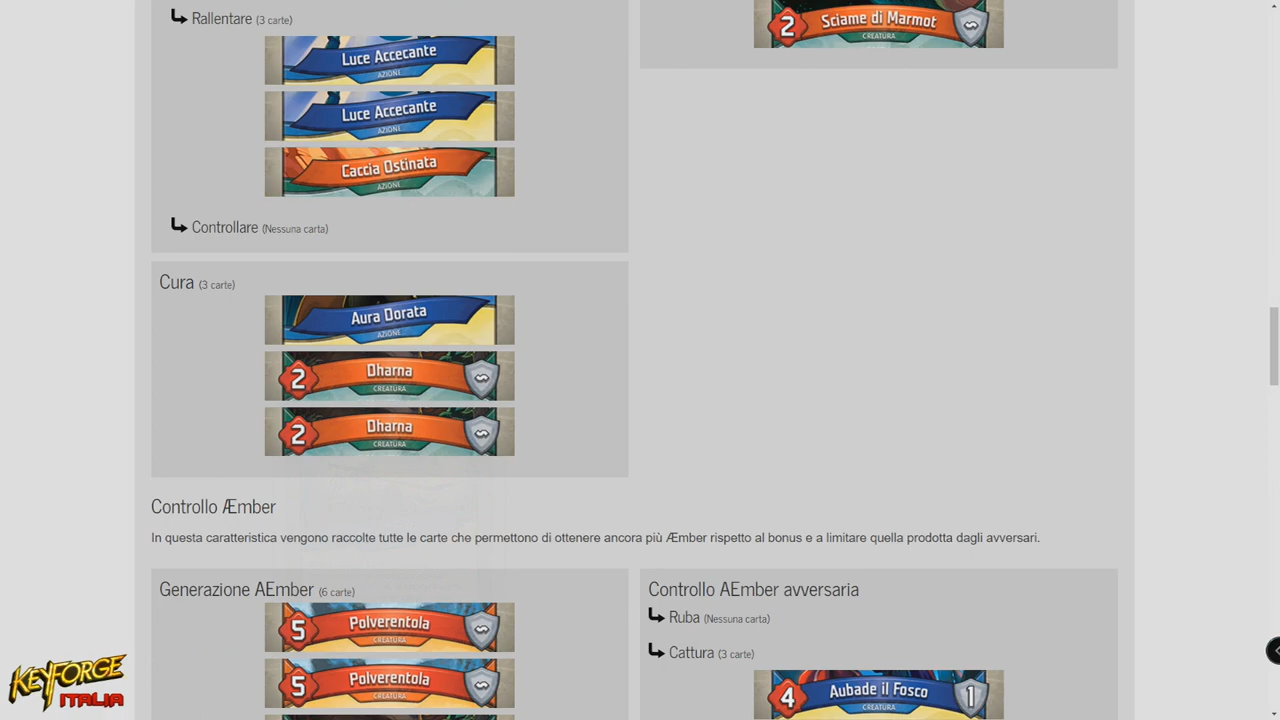 Rallentare (3 carte)
Luce Accecante
AZIONE
Luce Accecante
AZIONE
Caccia Ostinata
AZIONE
Controllare (Nessuna carta)
2 Sciame di Marmot
CREATURA
Cura (3 carte)
Aura Dorata
AZIONE
2 Dharna
CREATURA
2 Dharna
CREATURA
Controllo Æmber
In questa caratteristica vengono raccolte tutte le carte che permettono di ottenere ancora più Æmber rispetto al bonus e a limitare quella prodotta dagli avversari.
Generazione AEmber (6 carte)
5 Polverentola
CREATURA
5 Polverentola
CREATURA
Controllo AEmber avversaria
Ruba (Nessuna carta)
Cattura (3 carte)
4 Aubade il Fosco 1
CREATURA
KEYFORGE
ITALIA